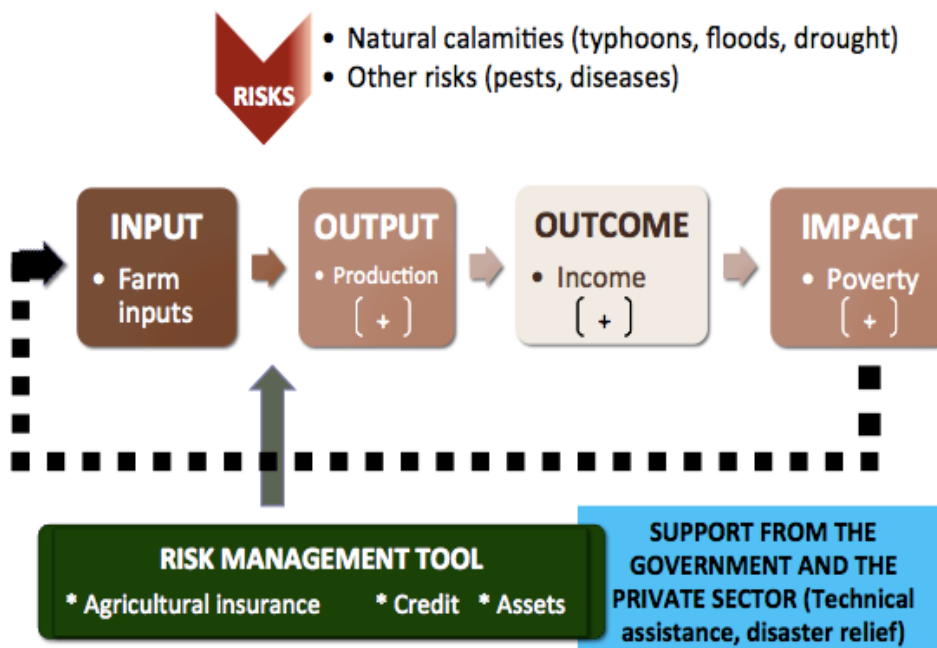 • Natural calamities (typhoons, floods, drought)
• Other risks (pests, diseases)
RISKS
INPUT
• Farm
inputs
OUTPUT
• Production
( + )
OUTCOME
• Income
( + )
IMPACT
• Poverty
( + )
RISK MANAGEMENT TOOL
* Agricultural insurance * Credit * Assets
SUPPORT FROM THE
GOVERNMENT AND THE
PRIVATE SECTOR (Technical
assistance, disaster relief)